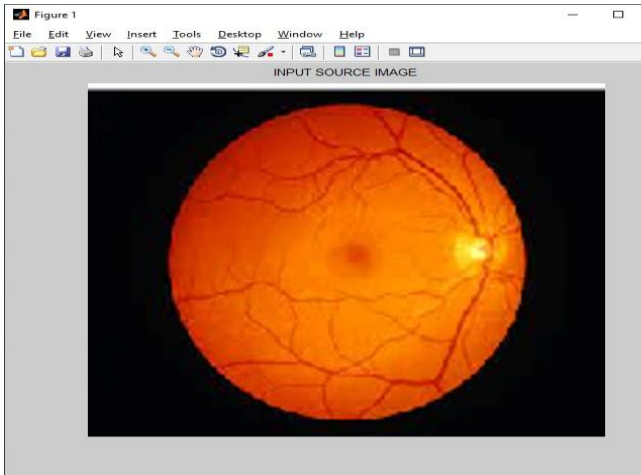 Figure 1
File Edit View Insert Tools Desktop Window Help
INPUT SOURCE IMAGE